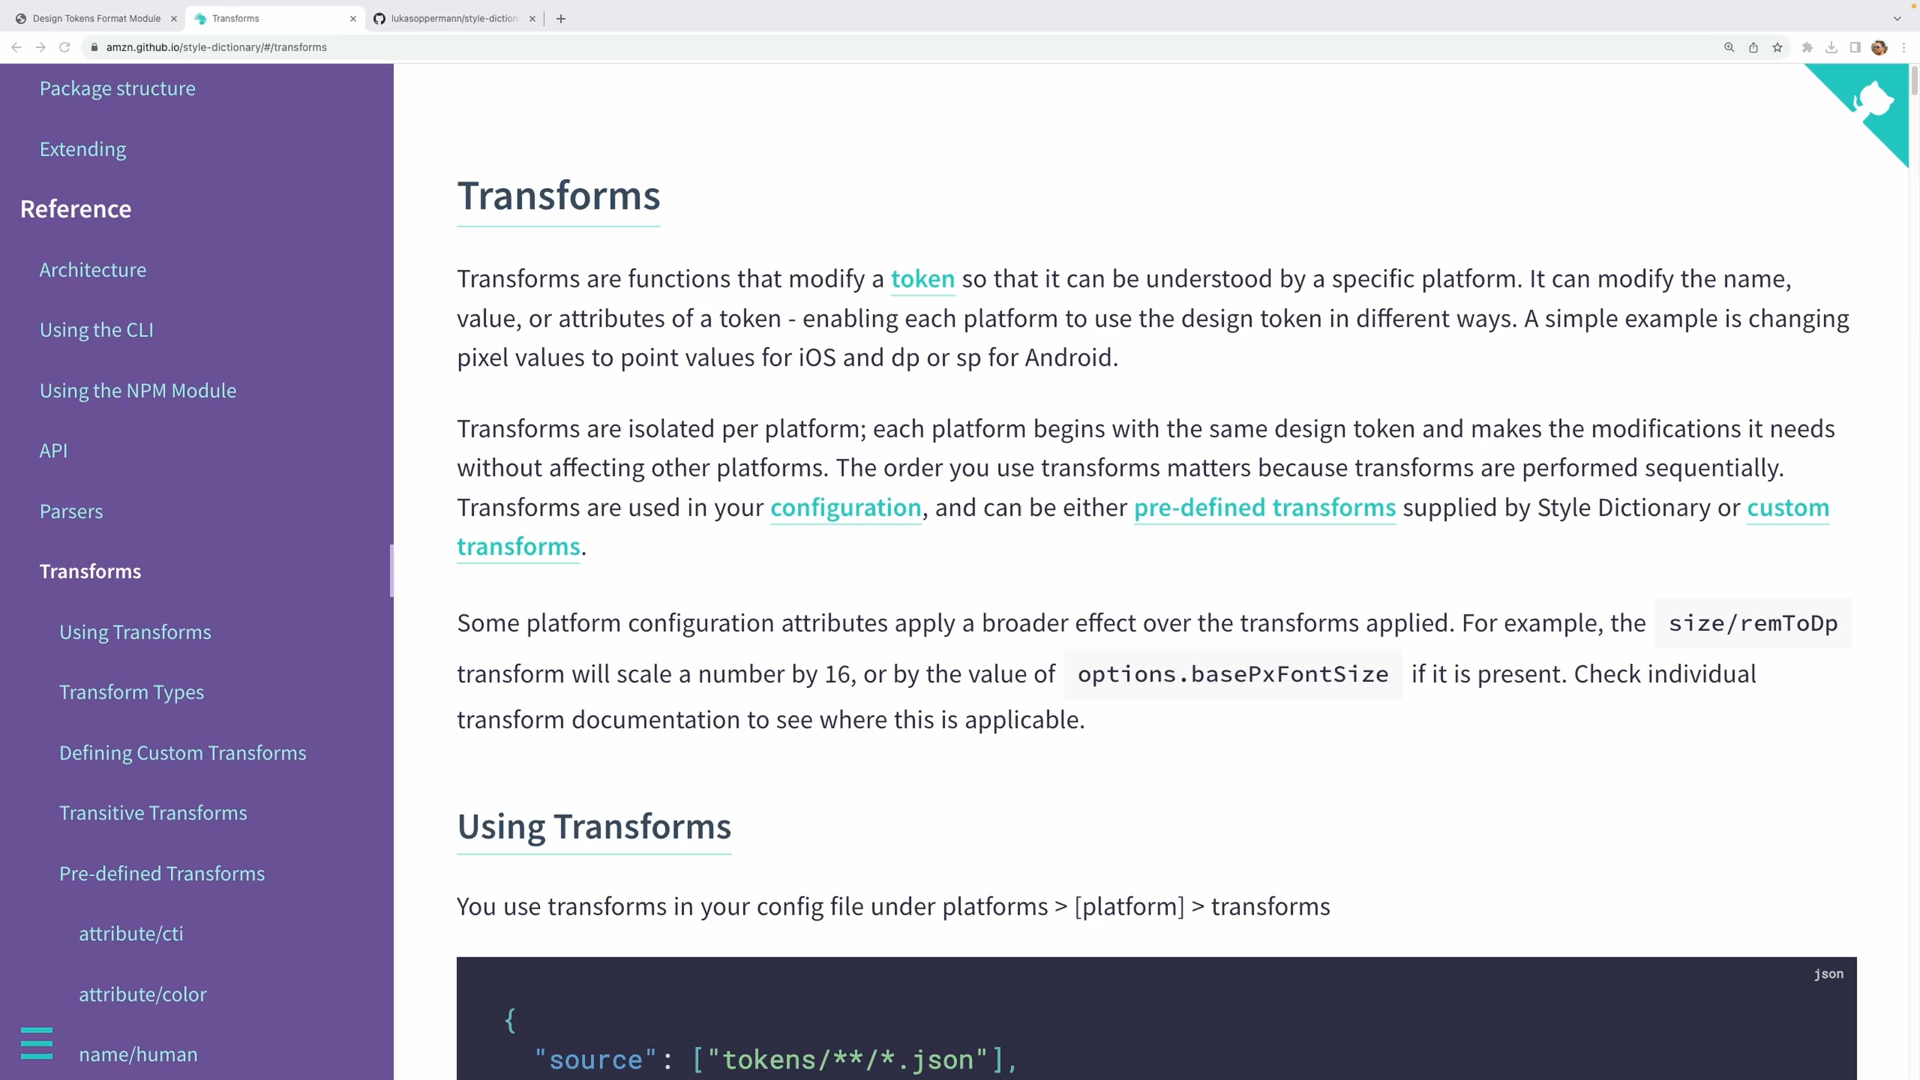 Design Tokens Format Module
Transforms
lukasoppermann/style-diction
amzn.github.io/style-dictionary/#/transforms
Package structure
Extending
Reference
Architecture
Using the CLI
Using the NPM Module
API
Parsers
Transforms
Using Transforms
Transform Types
Defining Custom Transforms
Transitive Transforms
Pre-defined Transforms
attribute/cti
attribute/color
name/human
Transforms
Transforms are functions that modify a token so that it can be understood by a specific platform. It can modify the name,
value, or attributes of a token - enabling each platform to use the design token in different ways. A simple example is changing
pixel values to point values for iOS and dp or sp for Android.
Transforms are isolated per platform; each platform begins with the same design token and makes the modifications it needs
without affecting other platforms. The order you use transforms matters because transforms are performed sequentially.
Transforms are used in your configuration, and can be either pre-defined transforms supplied by Style Dictionary or custom
transforms.
Some platform configuration attributes apply a broader effect over the transforms applied. For example, the size/remToDp
transform will scale a number by 16, or by the value of options.basePxFontSize if it is present. Check individual
transform documentation to see where this is applicable.
Using Transforms
You use transforms in your config file under platforms > [platform] > transforms
json
{
"source": ["tokens/**/*.json"],